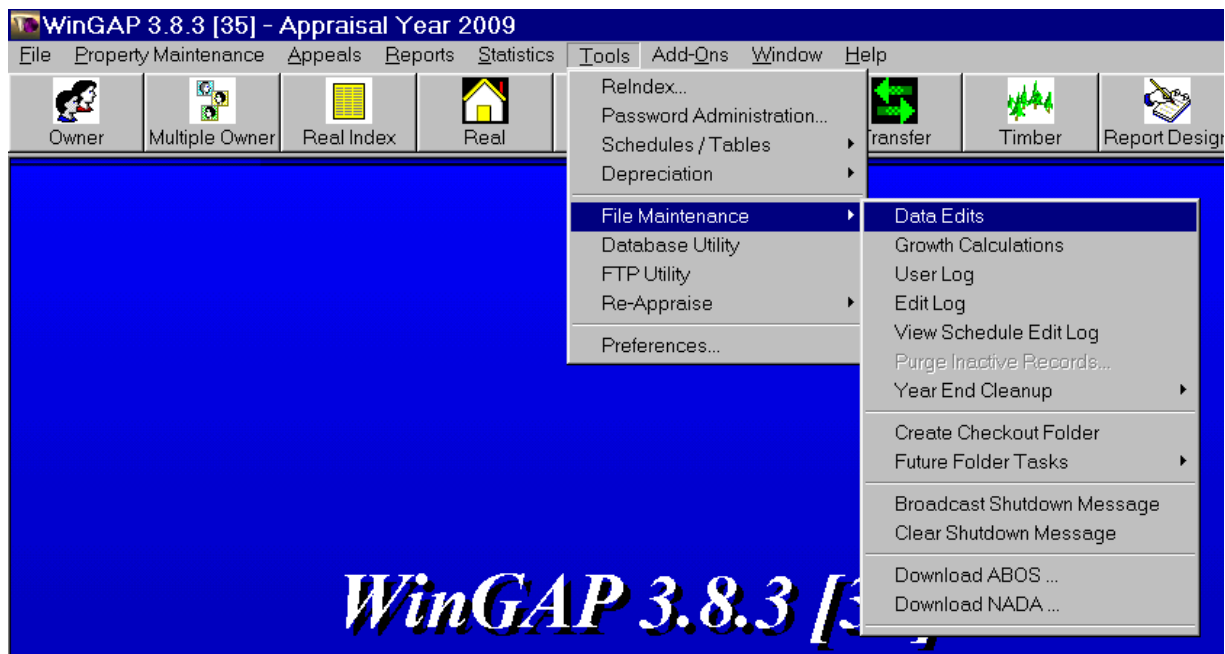 WinGAP 3.8.3 [35] - Appraisal Year 2009
File Property Maintenance Appeals Reports Statistics Tools Add-Ons Window Help
Owner Multiple Owner Real Index Real Timber
ReIndex...
Password Administration...
Schedules / Tables
Depreciation
File Maintenance
Database Utility
FTP Utility
Re-Appraise
Preferences...
Data Edits
Growth Calculations
User Log
Edit Log
View Schedule Edit Log
Purge Inactive Records...
Year End Cleanup
Create Checkout Folder
Future Folder Tasks
Broadcast Shutdown Message
Clear Shutdown Message
Download ABOS ...
Download NADA ...
WinGAP 3.8.3 [